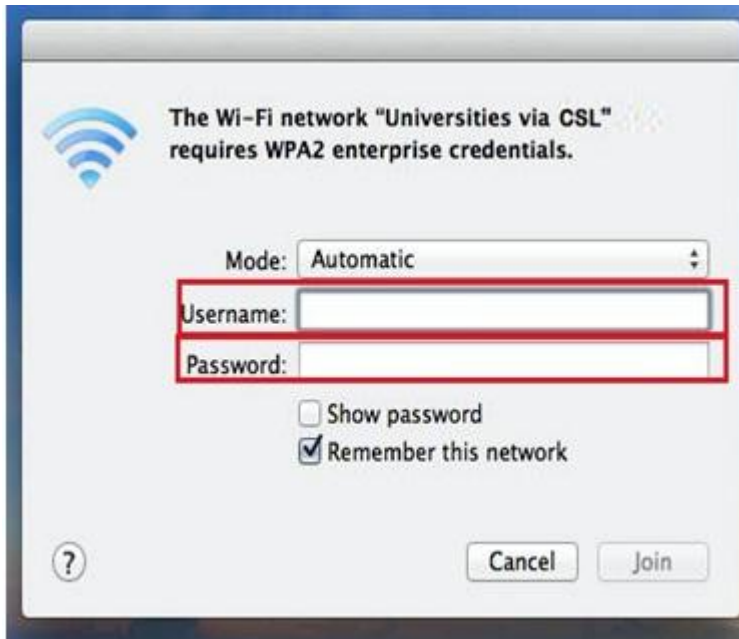 The Wi-Fi network “Universities via CSL”
requires WPA2 enterprise credentials.
Mode: Automatic
Username:
Password:
Show password
Remember this network
? Cancel Join